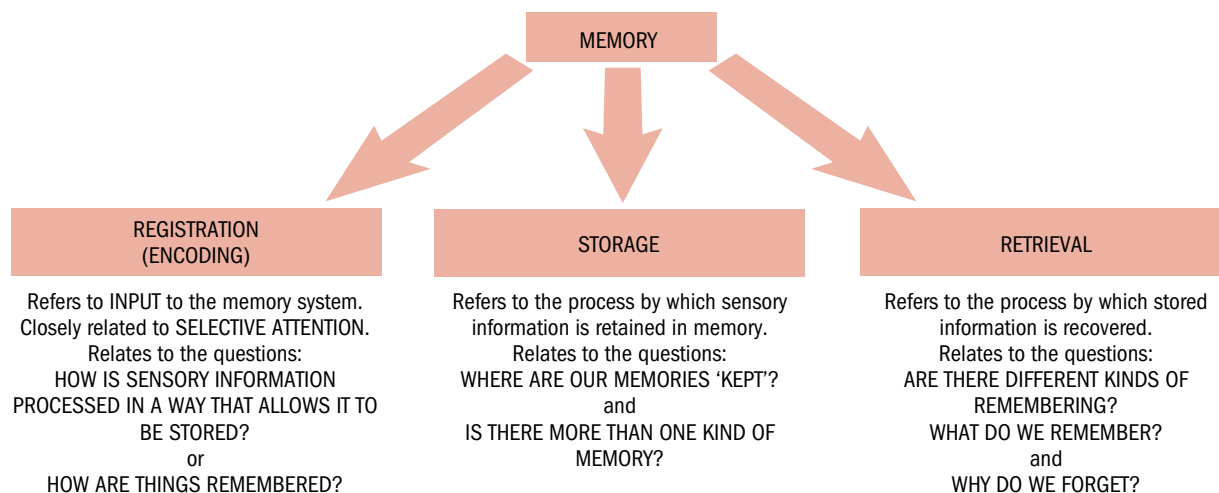 MEMORY
REGISTRATION
(ENCODING)
Refers to INPUT to the memory system.
Closely related to SELECTIVE ATTENTION.
Relates to the questions:
HOW IS SENSORY INFORMATION
PROCESSED IN A WAY THAT ALLOWS IT TO
BE STORED?
or
HOW ARE THINGS REMEMBERED?
STORAGE
Refers to the process by which sensory
information is retained in memory.
Relates to the questions:
WHERE ARE OUR MEMORIES ‘KEPT’?
and
IS THERE MORE THAN ONE KIND OF
MEMORY?
RETRIEVAL
Refers to the process by which stored
information is recovered.
Relates to the questions:
ARE THERE DIFFERENT KINDS OF
REMEMBERING?
WHAT DO WE REMEMBER?
and
WHY DO WE FORGET?